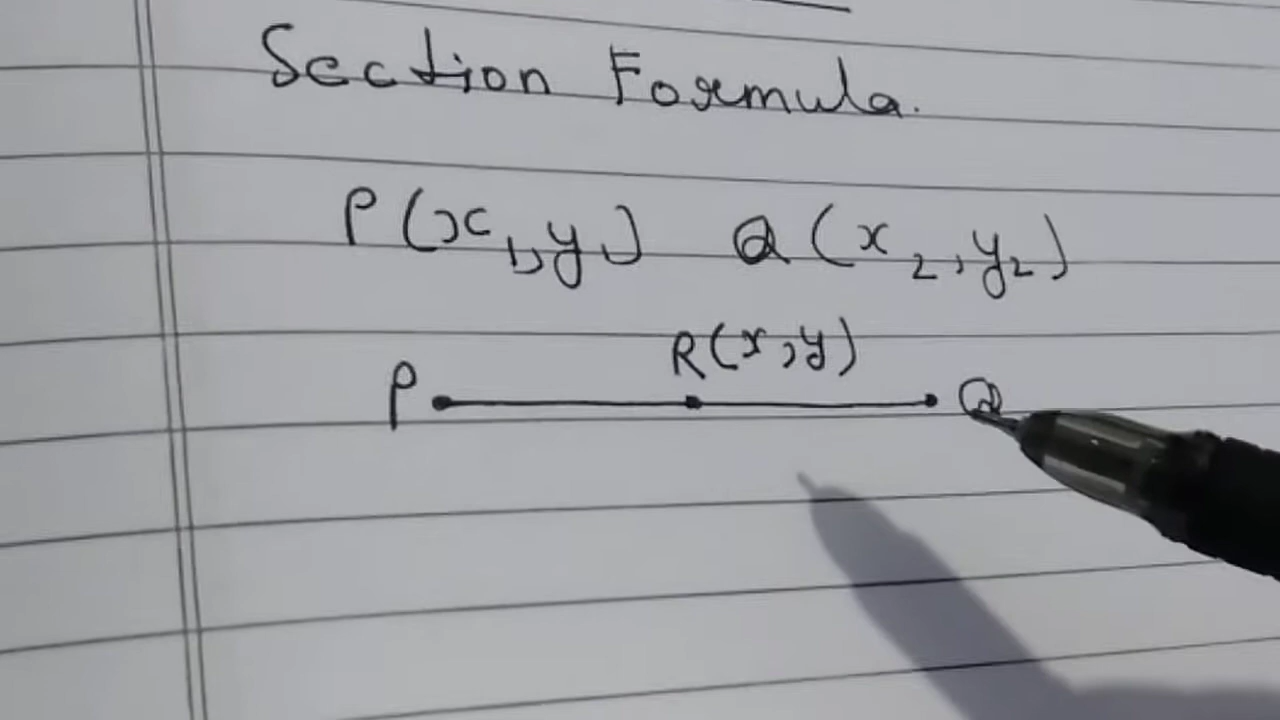 Section Formula.
P(x₁, y₁) Q(x₂, y₂)
R(x, y)
P Q